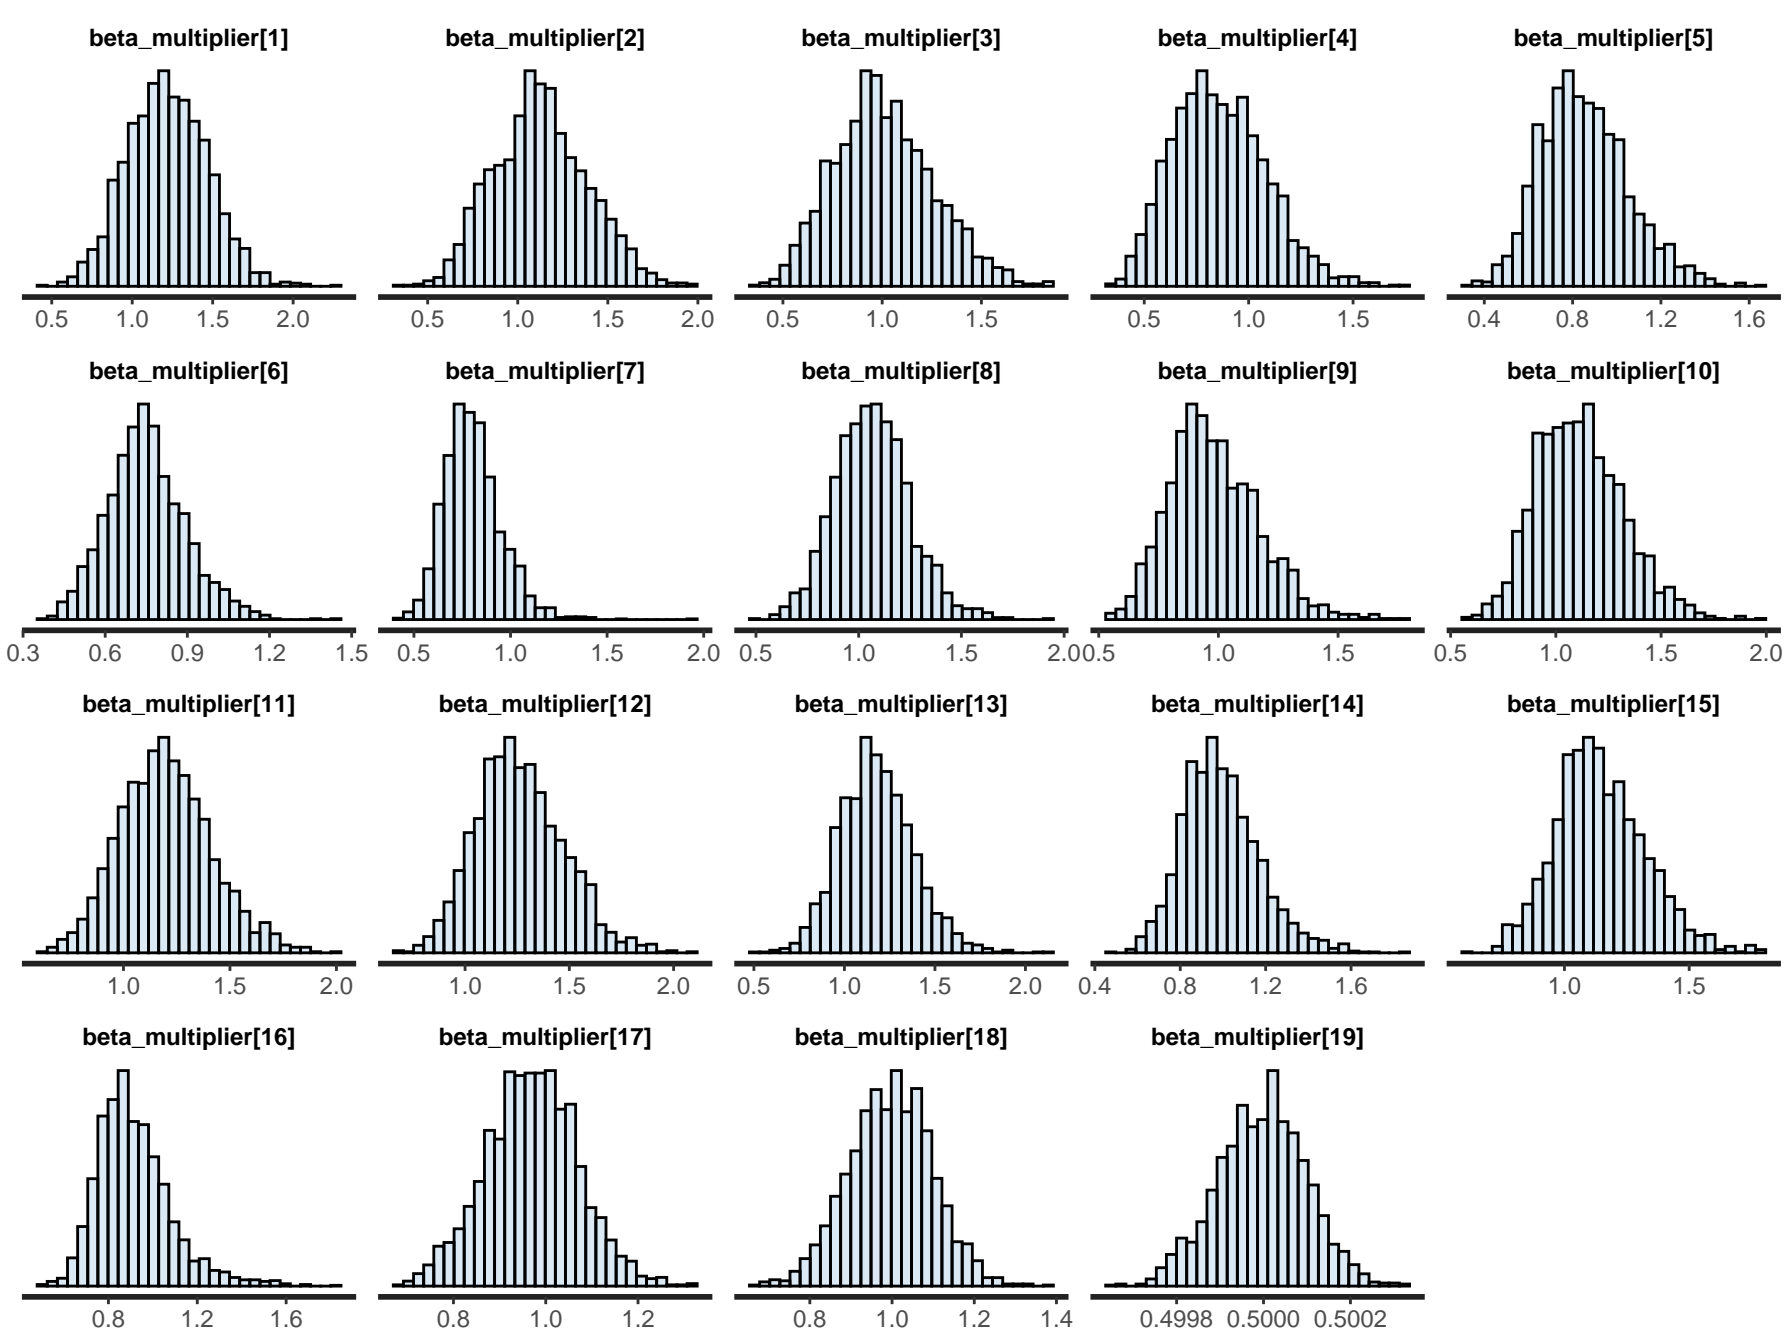 beta_multiplier[1] beta_multiplier[2] beta_multiplier[3] beta_multiplier[4] beta_multiplier[5]
0.5 1.0 1.5 2.0 0.5 1.0 1.5 2.0 0.5 1.0 1.5 0.5 1.0 1.5 0.4 0.8 1.2 1.6
beta_multiplier[6] beta_multiplier[7] beta_multiplier[8] beta_multiplier[9] beta_multiplier[10]
0.3 0.6 0.9 1.2 1.5 0.5 1.0 1.5 2.0 0.5 1.0 1.5 2.0 0.5 1.0 1.5 0.5 1.0 1.5 2.0
beta_multiplier[11] beta_multiplier[12] beta_multiplier[13] beta_multiplier[14] beta_multiplier[15]
1.0 1.5 2.0 1.0 1.5 2.0 0.5 1.0 1.5 2.0 0.4 0.8 1.2 1.6 1.0 1.5
beta_multiplier[16] beta_multiplier[17] beta_multiplier[18] beta_multiplier[19]
0.8 1.2 1.6 0.8 1.0 1.2 0.8 1.0 1.2 1.4 0.4998 0.5000 0.5002